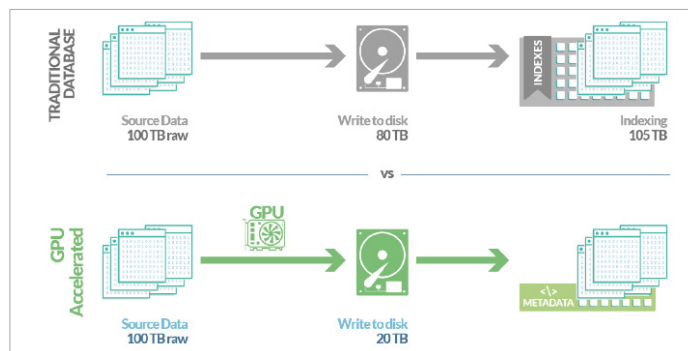 TRADITIONAL
DATABASE
INDEXES
Source Data
100 TB raw
Write to disk
80 TB
Indexing
105 TB
vs
GPU
Accelerated
GPU
</>
METADATA
Source Data
100 TB raw
Write to disk
20 TB